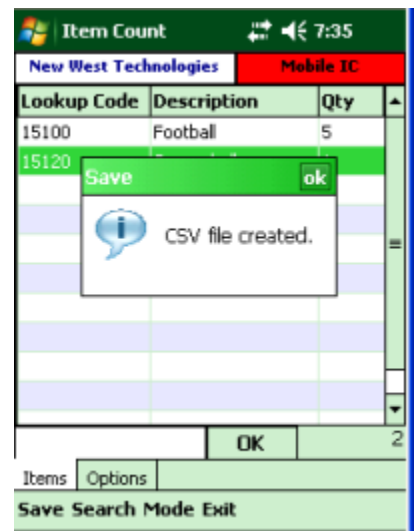 Item Count 7:35
New West Technologies Mobile IC
Lookup Code Description Qty
15100 Football 5
15120
Save ok
CSV file created.
OK 2
Items Options
Save Search Mode Exit